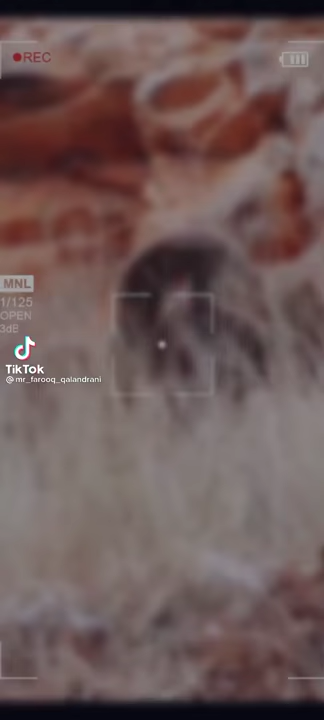 REC
MNL
1/125
OPEN
3dE
TikTok
@mr_farooq_qalandrani